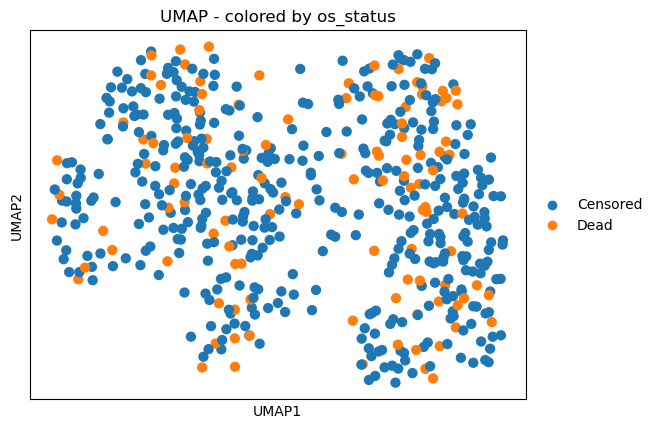 UMAP - colored by os_status
UMAP2
Censored
Dead
UMAP1